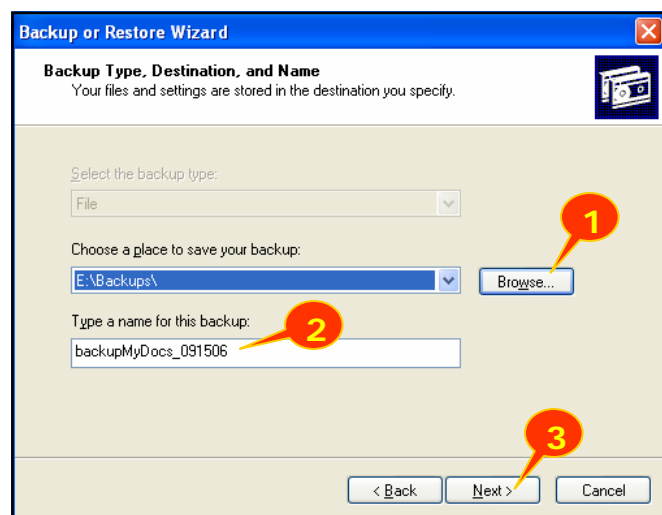 Backup or Restore Wizard
Backup Type, Destination, and Name
Your files and settings are stored in the destination you specify.
Select the backup type:
File
1
Choose a place to save your backup:
E:\Backups\
Browse...
Type a name for this backup:
2
backupMyDocs_091506
3
< Back
Next >
Cancel